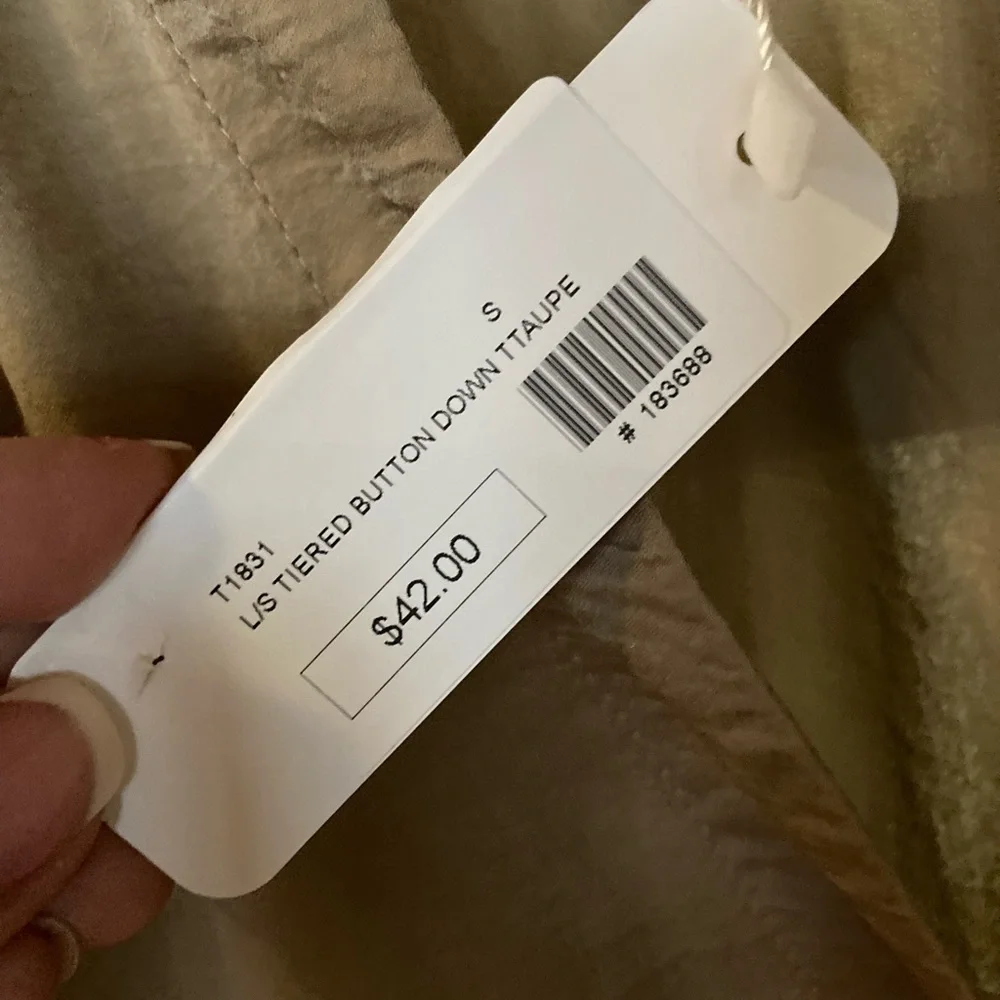 S
T1831
L/S TIERED BUTTON DOWN TTAUPE
$42.00
# 183688